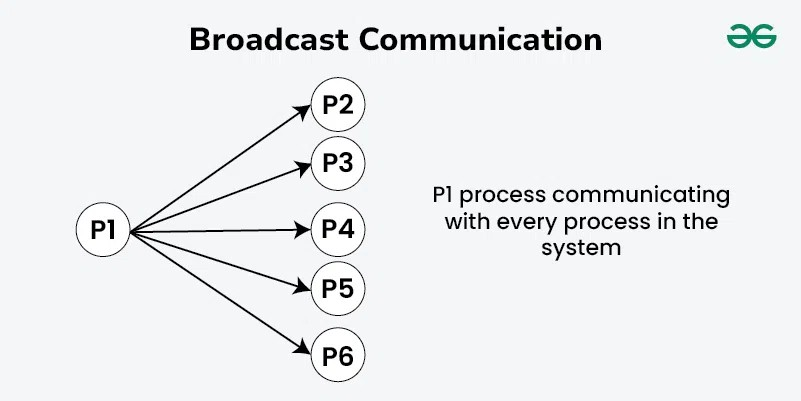 Broadcast Communication
P2
P3
P1
P4
P5
P6
P1 process communicating
with every process in the
system